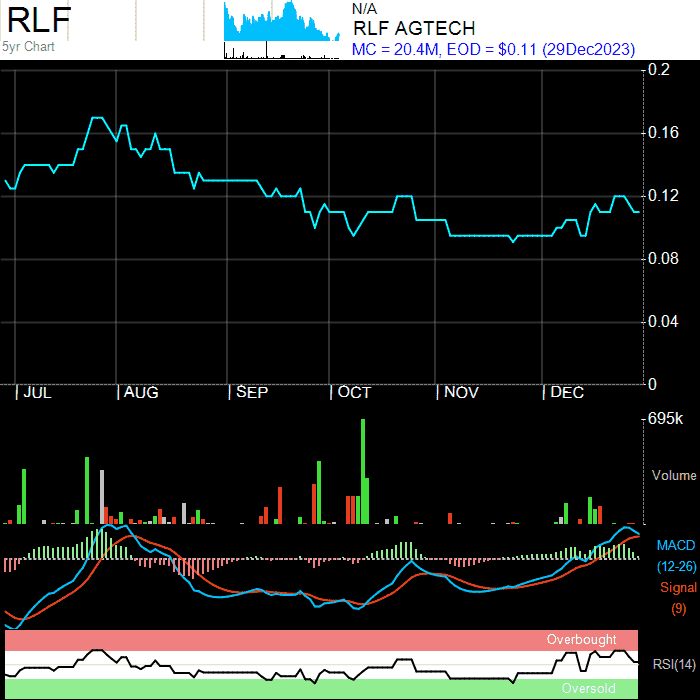 RLF
5yr Chart
N/A
RLF AGTECH
MC = 20.4M, EOD = $0.11 (29Dec2023)
0.2
0.16
0.12
0.08
0.04
0
JUL AUG SEP OCT NOV DEC
695k
Volume
MACD
(12-26)
Signal
(9)
Overbought
RSI(14)
Oversold